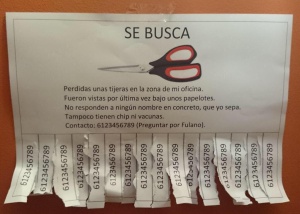 SE BUSCA
Perdidas unas tijeras en la zona de mi oficina.
Fueron vistas por última vez bajo unos papelotes.
No responden a ningún nombre en concreto, que yo sepa.
Tampoco tienen chip ni vacunas.
Contacto: 6123456789 (Preguntar por Fulano).
6123456789
6123456789
6123456789
6123456789
6123456789
6123456789
6123456789
6123456789
6123456789
6123456789
6123456789